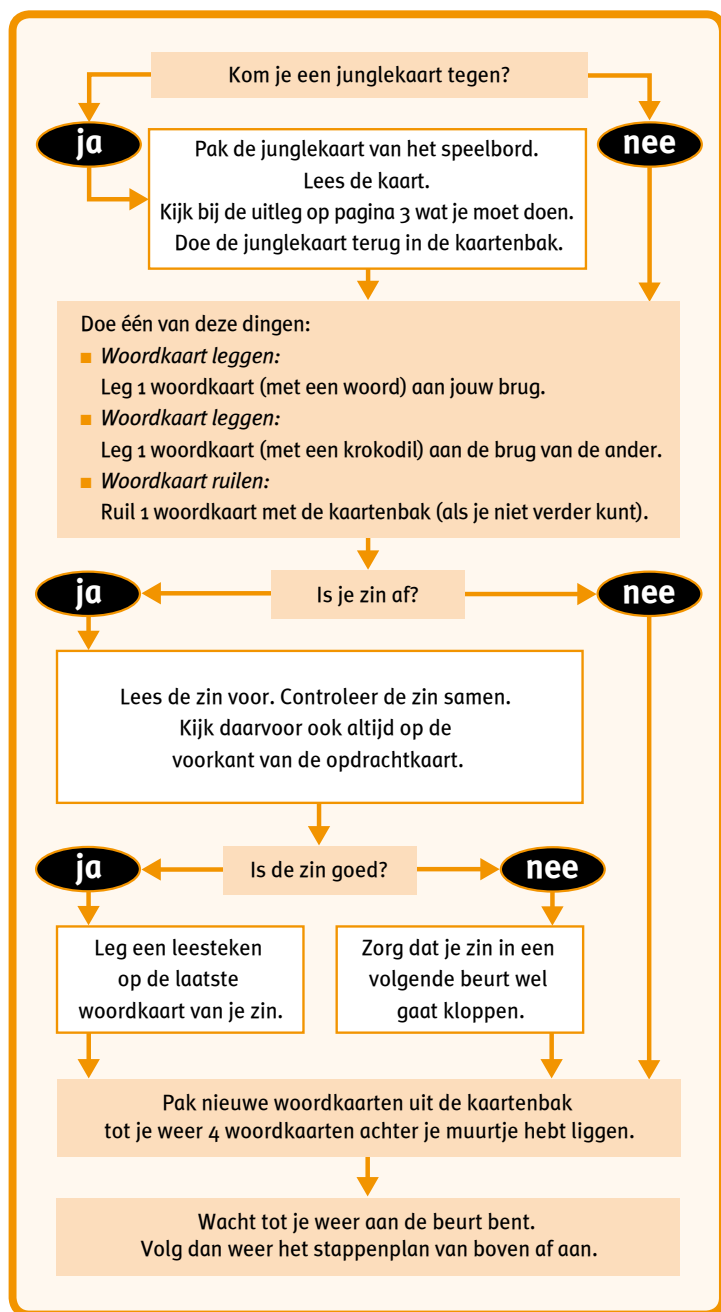 Kom je een junglekaart tegen?
ja
nee
Pak de junglekaart van het speelbord.
Lees de kaart.
Kijk bij de uitleg op pagina 3 wat je moet doen.
Doe de junglekaart terug in de kaartenbak.
Doe één van deze dingen:
Woordkaart leggen:
Leg 1 woordkaart (met een woord) aan jouw brug.
Woordkaart leggen:
Leg 1 woordkaart (met een krokodil) aan de brug van de ander.
Woordkaart ruilen:
Ruil 1 woordkaart met de kaartenbak (als je niet verder kunt).
ja
Is je zin af?
nee
Lees de zin voor. Controleer de zin samen.
Kijk daarvoor ook altijd op de
voorkant van de opdrachtkaart.
ja
Is de zin goed?
nee
Leg een leesteken
op de laatste
woordkaart van je zin.
Zorg dat je zin in een
volgende beurt wel
gaat kloppen.
Pak nieuwe woordkaarten uit de kaartenbak
tot je weer 4 woordkaarten achter je muurtje hebt liggen.
Wacht tot je weer aan de beurt bent.
Volg dan weer het stappenplan van boven af aan.